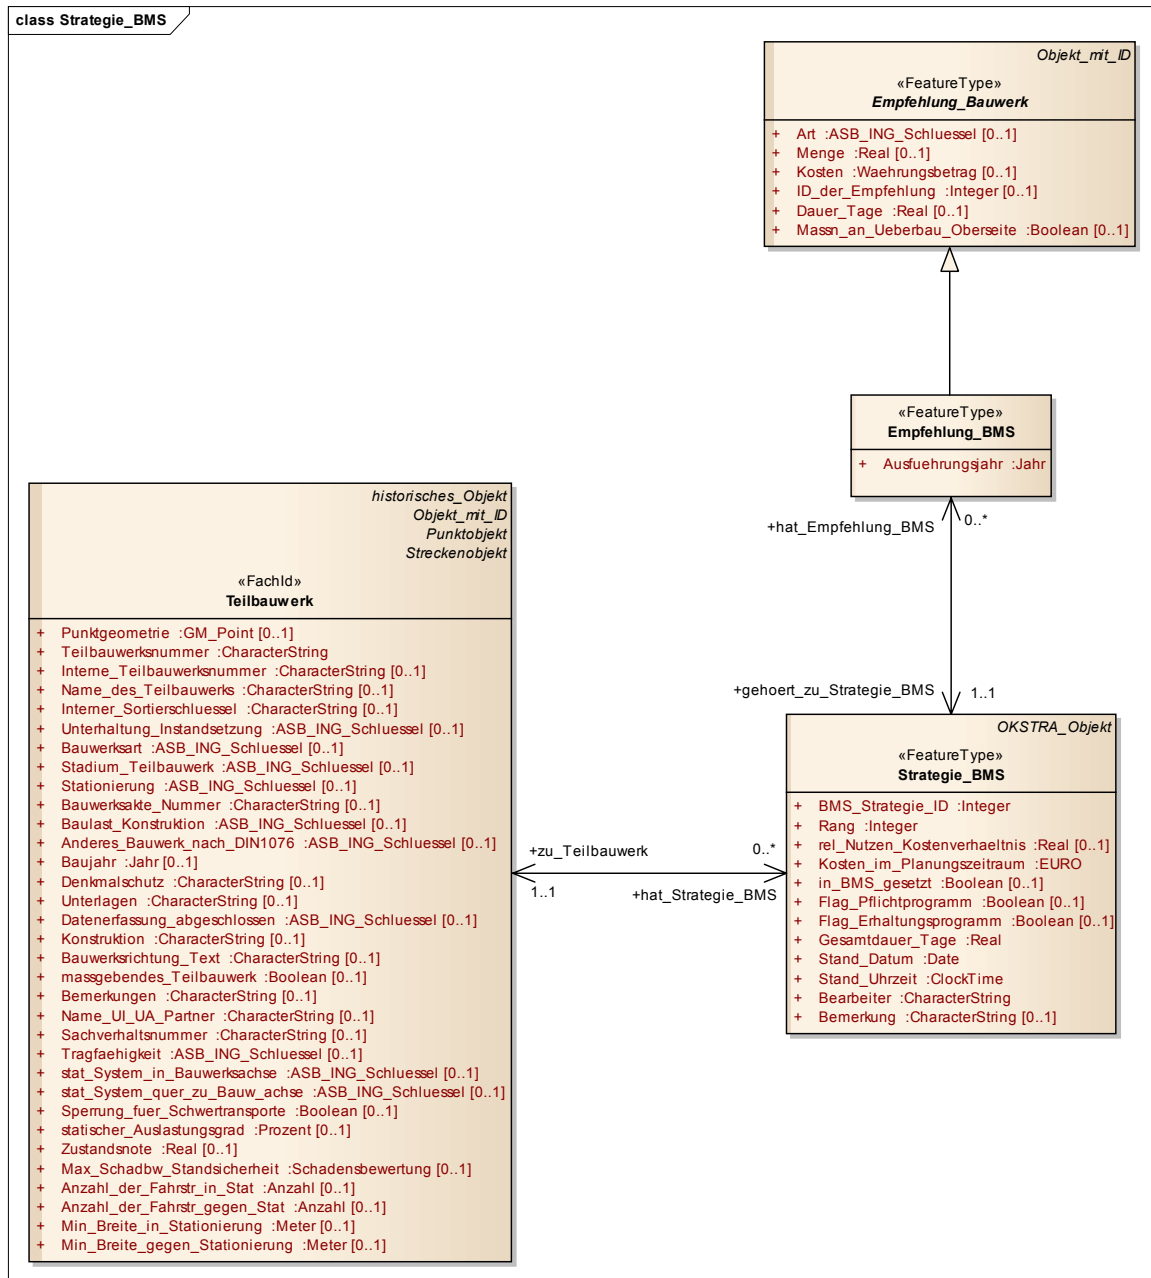 class Strategie_BMS
Objekt_mit_ID
«FeatureType»
Empfehlung_Bauwerk
+ Art :ASB_ING_Schluessel [0..1]
+ Menge :Real [0..1]
+ Kosten :Waehrungsbetrag [0..1]
+ ID_der_Empfehlung :Integer [0..1]
+ Dauer_Tage :Real [0..1]
+ Massn_an_Ueberbau_Oberseite :Boolean [0..1]
«FeatureType»
Empfehlung_BMS
+ Ausfuehrungsjahr :Jahr
+hat_Empfehlung_BMS
0..*
+gehoert_zu_Strategie_BMS
1..1
historisches_Objekt
Objekt_mit_ID
Punktobjekt
Streckenobjekt
«FachId»
Teilbauwerk
+ Punktgeometrie :GM_Point [0..1]
+ Teilbauwerksnummer :CharacterString
+ Interne_Teilbauwerksnummer :CharacterString [0..1]
+ Name_des_Teilbauwerks :CharacterString [0..1]
+ Interner_Sortierschluessel :CharacterString [0..1]
+ Unterhaltung_Instandsetzung :ASB_ING_Schluessel [0..1]
+ Bauwerksart :ASB_ING_Schluessel [0..1]
+ Stadium_Teilbauwerk :ASB_ING_Schluessel [0..1]
+ Stationierung :ASB_ING_Schluessel [0..1]
+ Bauwerksakte_Nummer :CharacterString [0..1]
+ Baulast_Konstruktion :ASB_ING_Schluessel [0..1]
+ Anderes_Bauwerk_nach_DIN1076 :ASB_ING_Schluessel [0..1]
+ Baujahr :Jahr [0..1]
+ Denkmalschutz :CharacterString [0..1]
+ Unterlagen :CharacterString [0..1]
+ Datenerfassung_abgeschlossen :ASB_ING_Schluessel [0..1]
+ Konstruktion :CharacterString [0..1]
+ Bauwerksrichtung_Text :CharacterString [0..1]
+ massgebendes_Teilbauwerk :Boolean [0..1]
+ Bemerkungen :CharacterString [0..1]
+ Name_UI_UA_Partner :CharacterString [0..1]
+ Sachverhaltsnummer :CharacterString [0..1]
+ Tragfaehigkeit :ASB_ING_Schluessel [0..1]
+ stat_System_in_Bauwerksachse :ASB_ING_Schluessel [0..1]
+ stat_System_quer_zu_Bauw_achse :ASB_ING_Schluessel [0..1]
+ Sperrung_fuer_Schwertransporte :Boolean [0..1]
+ statischer_Auslastungsgrad :Prozent [0..1]
+ Zustandsnote :Real [0..1]
+ Max_Schadbw_Standsicherheit :Schadensbewertung [0..1]
+ Anzahl_der_Fahrstr_in_Stat :Anzahl [0..1]
+ Anzahl_der_Fahrstr_gegen_Stat :Anzahl [0..1]
+ Min_Breite_in_Stationierung :Meter [0..1]
+ Min_Breite_gegen_Stationierung :Meter [0..1]
+zu_Teilbauwerk
0..*
1..1
+hat_Strategie_BMS
OKSTRA_Objekt
«FeatureType»
Strategie_BMS
+ BMS_Strategie_ID :Integer
+ Rang :Integer
+ rel_Nutzen_Kostenverhaeltnis :Real [0..1]
+ Kosten_im_Planungszeitraum :EURO
+ in_BMS_gesetzt :Boolean [0..1]
+ Flag_Pflichtprogramm :Boolean [0..1]
+ Flag_Erhaltungsprogramm :Boolean [0..1]
+ Gesamtdauer_Tage :Real
+ Stand_Datum :Date
+ Stand_Uhrzeit :ClockTime
+ Bearbeiter :CharacterString
+ Bemerkung :CharacterString [0..1]